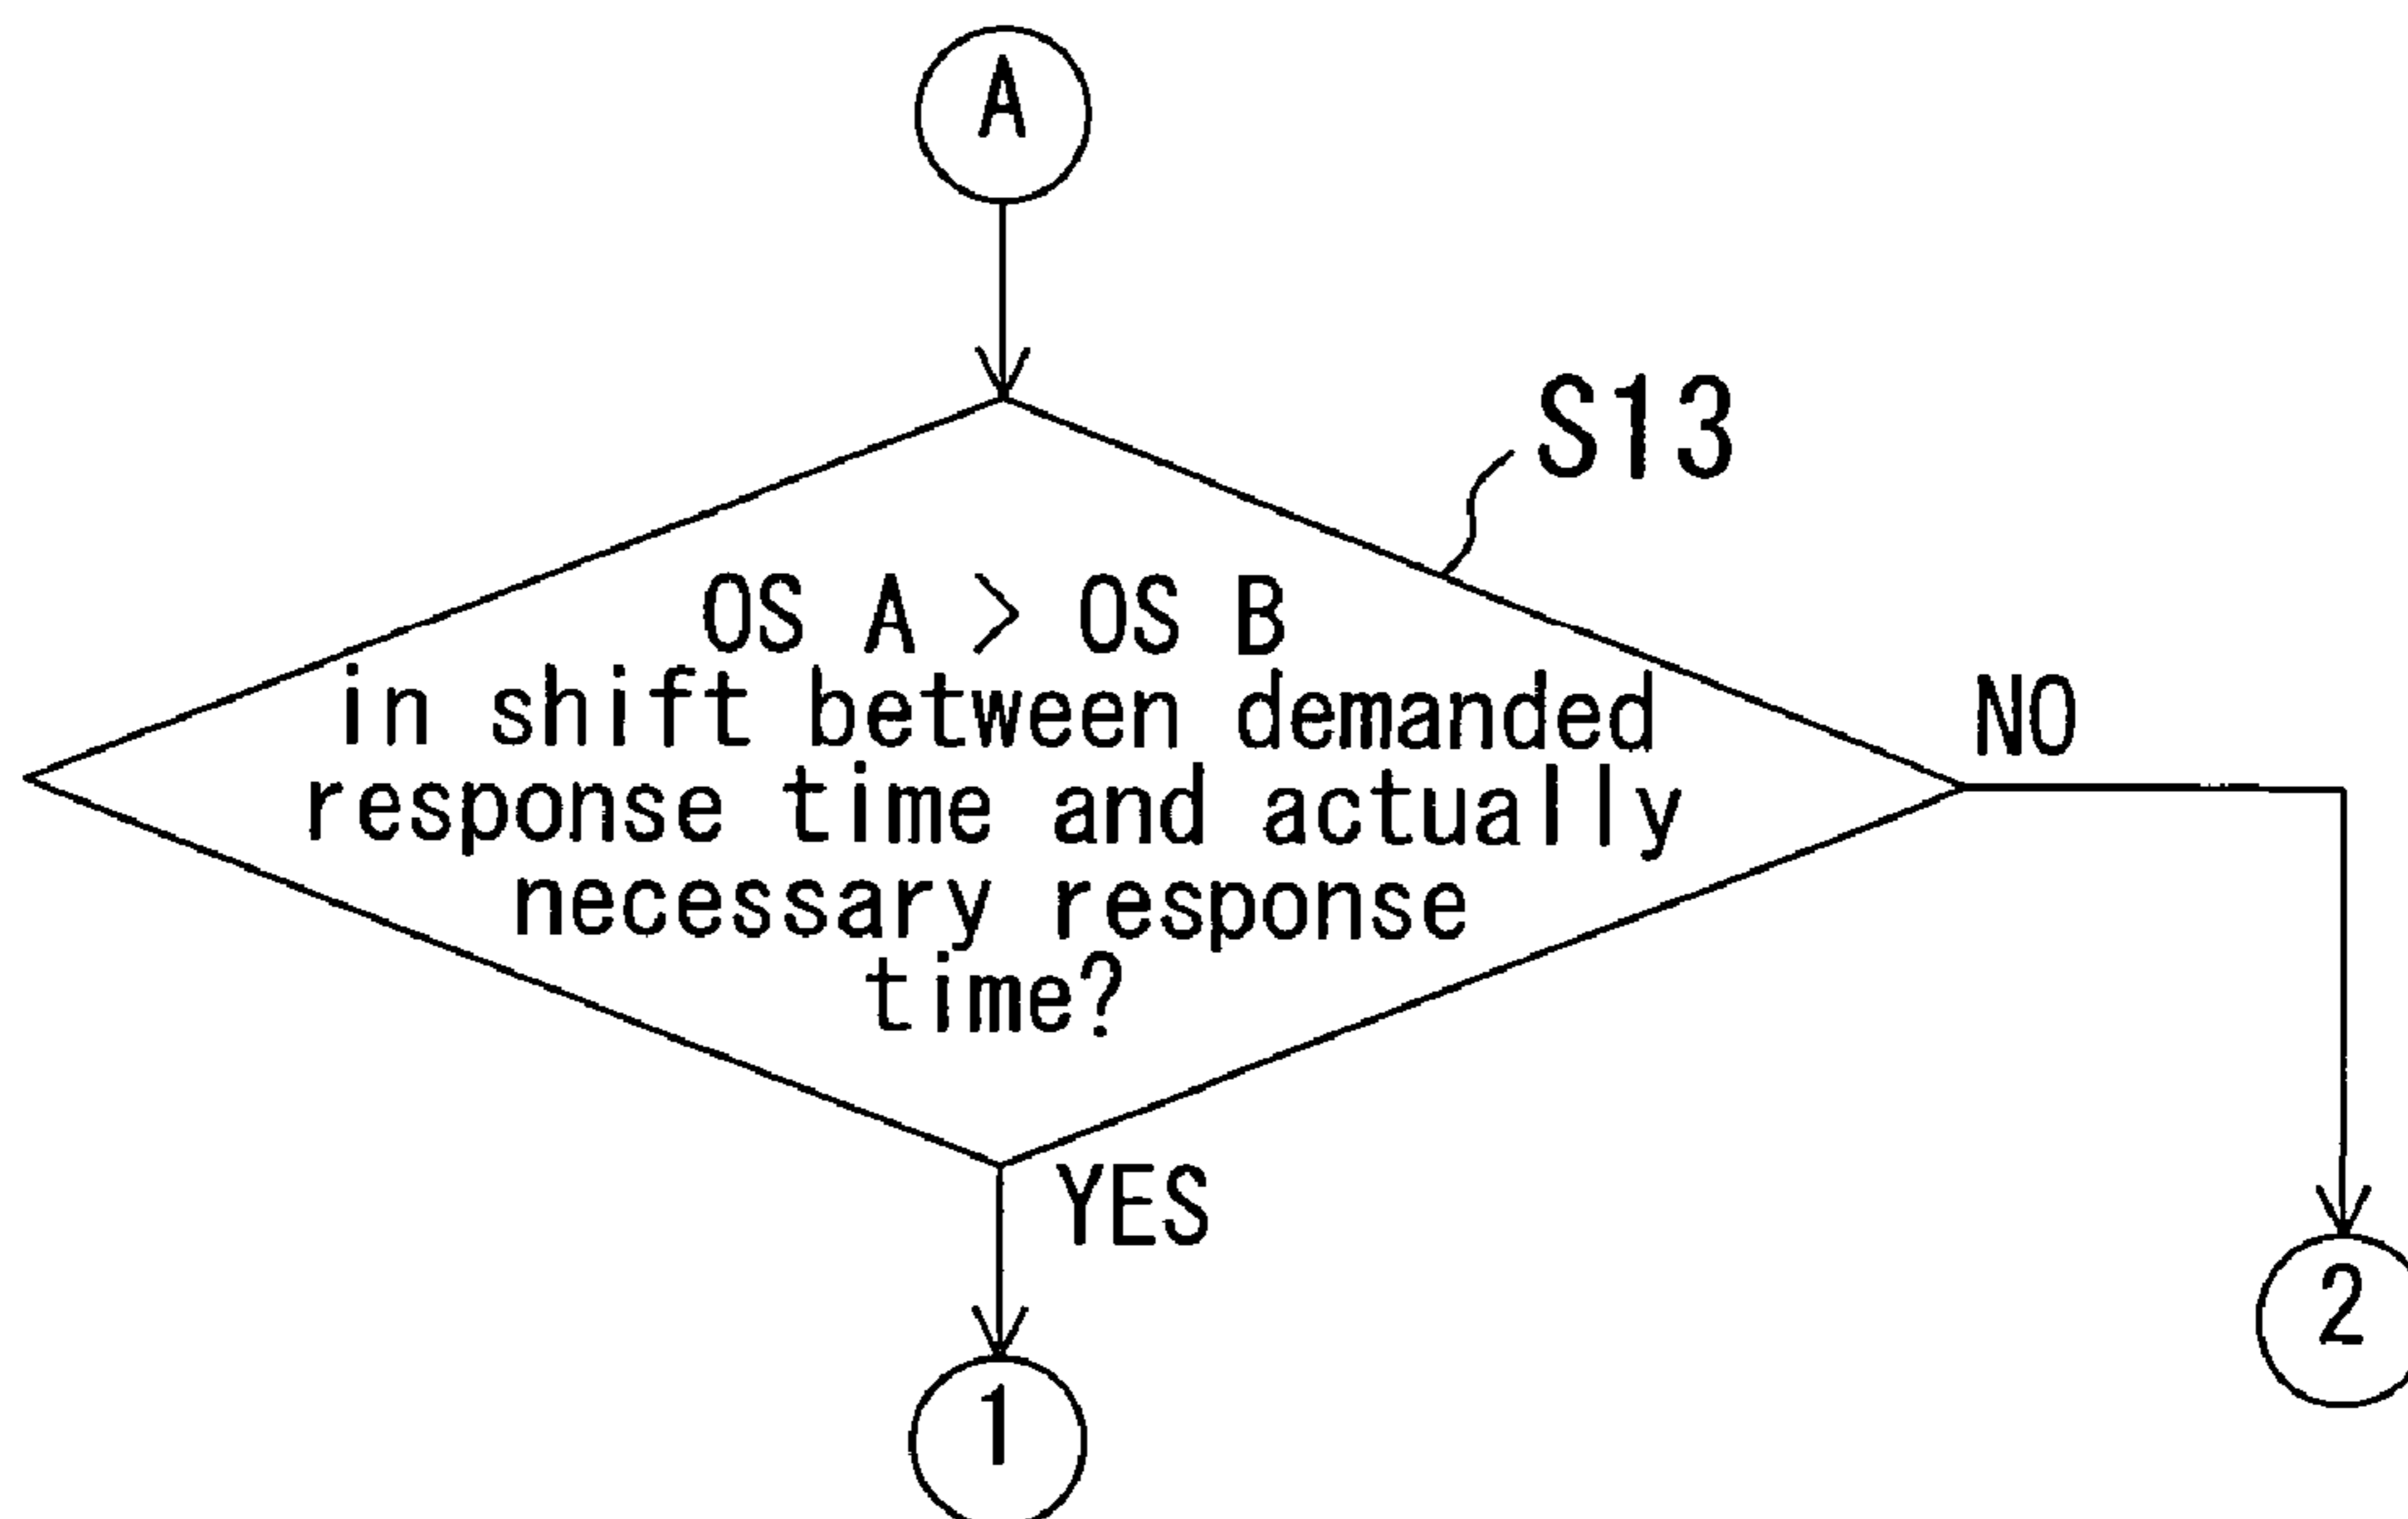 A
S13
OS A > OS B
in shift between demanded
response time and actually
necessary response
time?
NO
YES
2
1